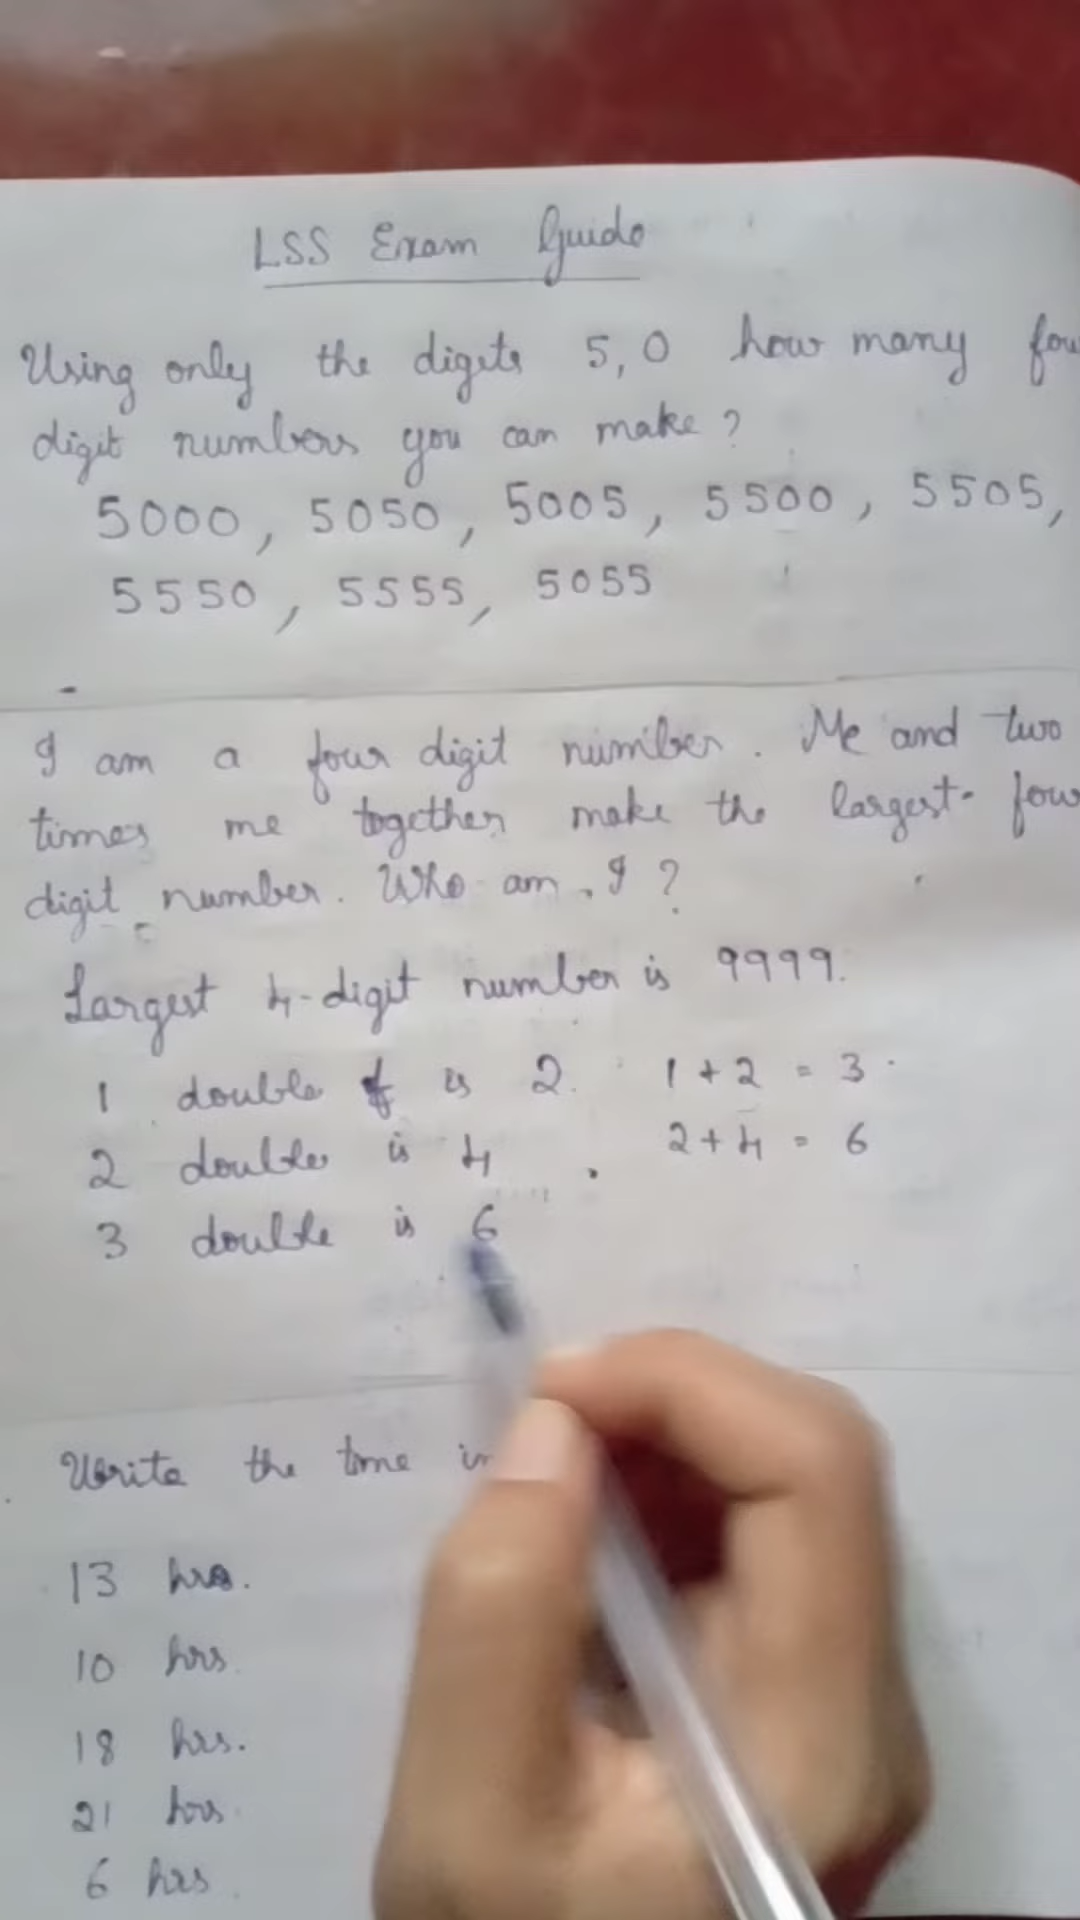 LSS Exam Guide
Using only the digits 5,0 how many fou
digit numbers you can make?
5000, 5050, 5005, 5500, 5505,
5550, 5555, 5055
I am a four digit number. Me and two
times me together make the largest four
digit number. Who am I?
Largest 4-digit number is 9999.
1 double is 2. 1+2 = 3.
2 double is 4. 2+4 = 6
3 double is 6
Write the time in
13 hrs.
10 hrs.
18 hrs.
21 hrs.
6 hrs.